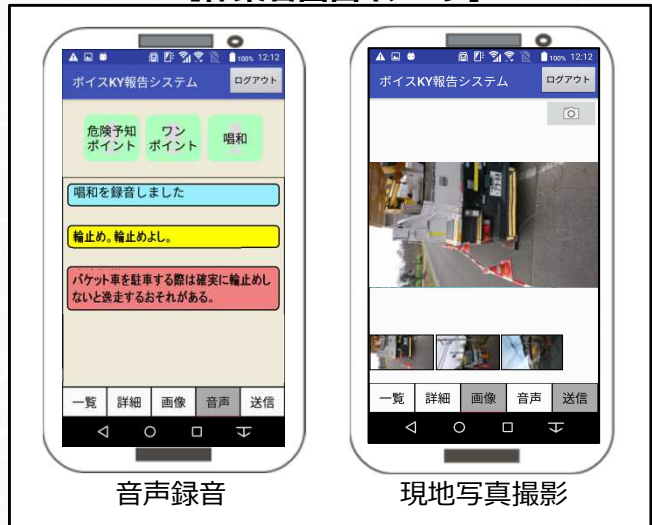 100% 12:12
ボイスKY報告システム
ログアウト
危険予知
ポイント
ワン
ポイント
唱和
唱和を録音しました
輪止め。輪止めよし。
バケット車を駐車する際は確実に輪止めし
ないと逸走するおそれがある。
一覧 詳細 画像 音声 送信
音声録音
100% 12:12
ボイスKY報告システム
ログアウト
一覧 詳細 画像 音声 送信
現地写真撮影